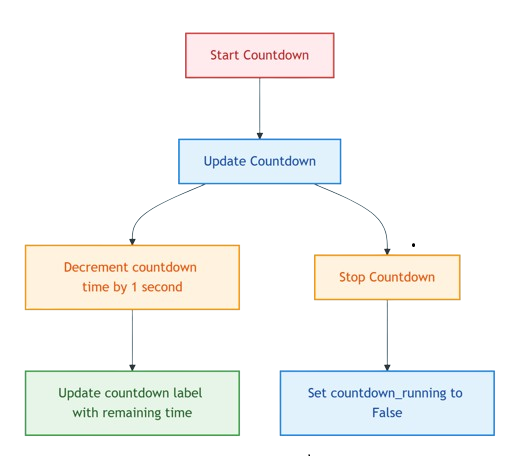 Start Countdown
Update Countdown
Decrement countdown
time by 1 second
Stop Countdown
Update countdown label
with remaining time
Set countdown_running to
False